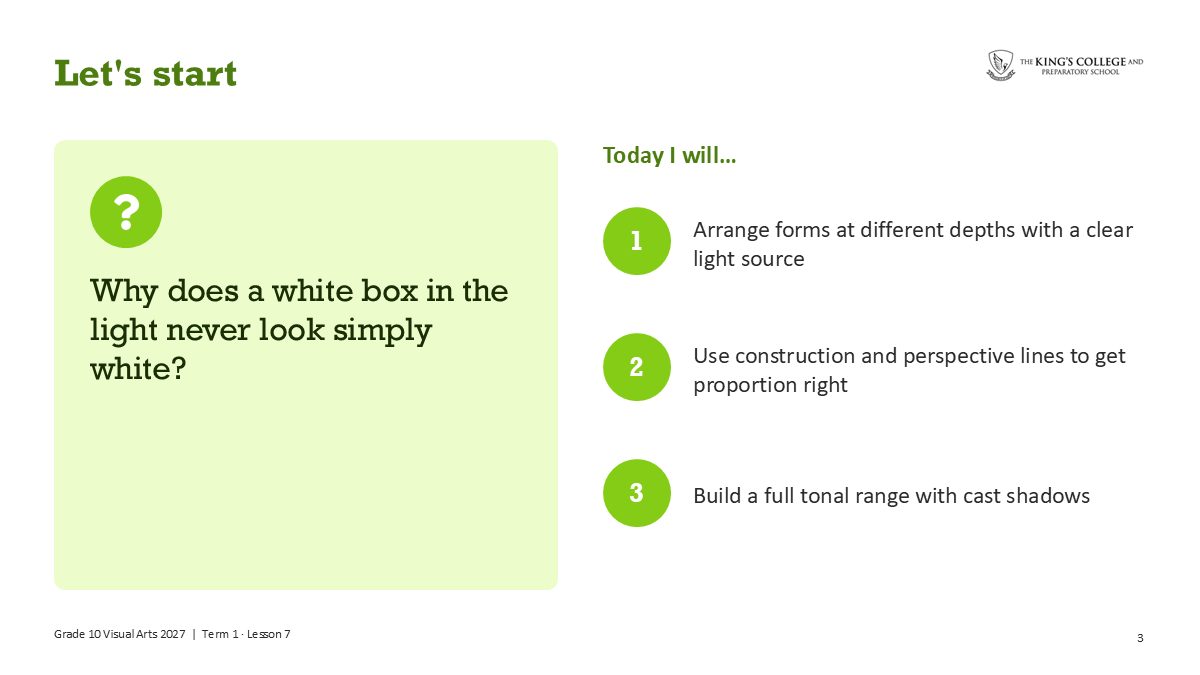 Let's start
THE KING'S COLLEGE AND
PREPARATORY SCHOOL
?
Why does a white box in the
light never look simply
white?
Today I will...
1
Arrange forms at different depths with a clear
light source
2
Use construction and perspective lines to get
proportion right
3
Build a full tonal range with cast shadows
Grade 10 Visual Arts 2027 | Term 1 · Lesson 7
3